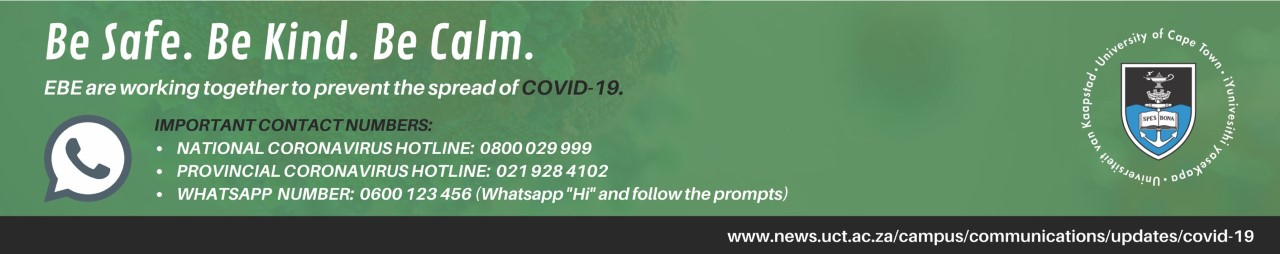 Be Safe. Be Kind. Be Calm.
EBE are working together to prevent the spread of COVID-19.
IMPORTANT CONTACT NUMBERS:
• NATIONAL CORONAVIRUS HOTLINE: 0800 029 999
• PROVINCIAL CORONAVIRUS HOTLINE: 021 928 4102
• WHATSAPP NUMBER: 0600 123 456 (Whatsapp "Hi" and follow the prompts)
University of Cape Town · iYunivesithi yaseKapa · Universiteit van Kaapstad ·
SPES BONA
www.news.uct.ac.za/campus/communications/updates/covid-19